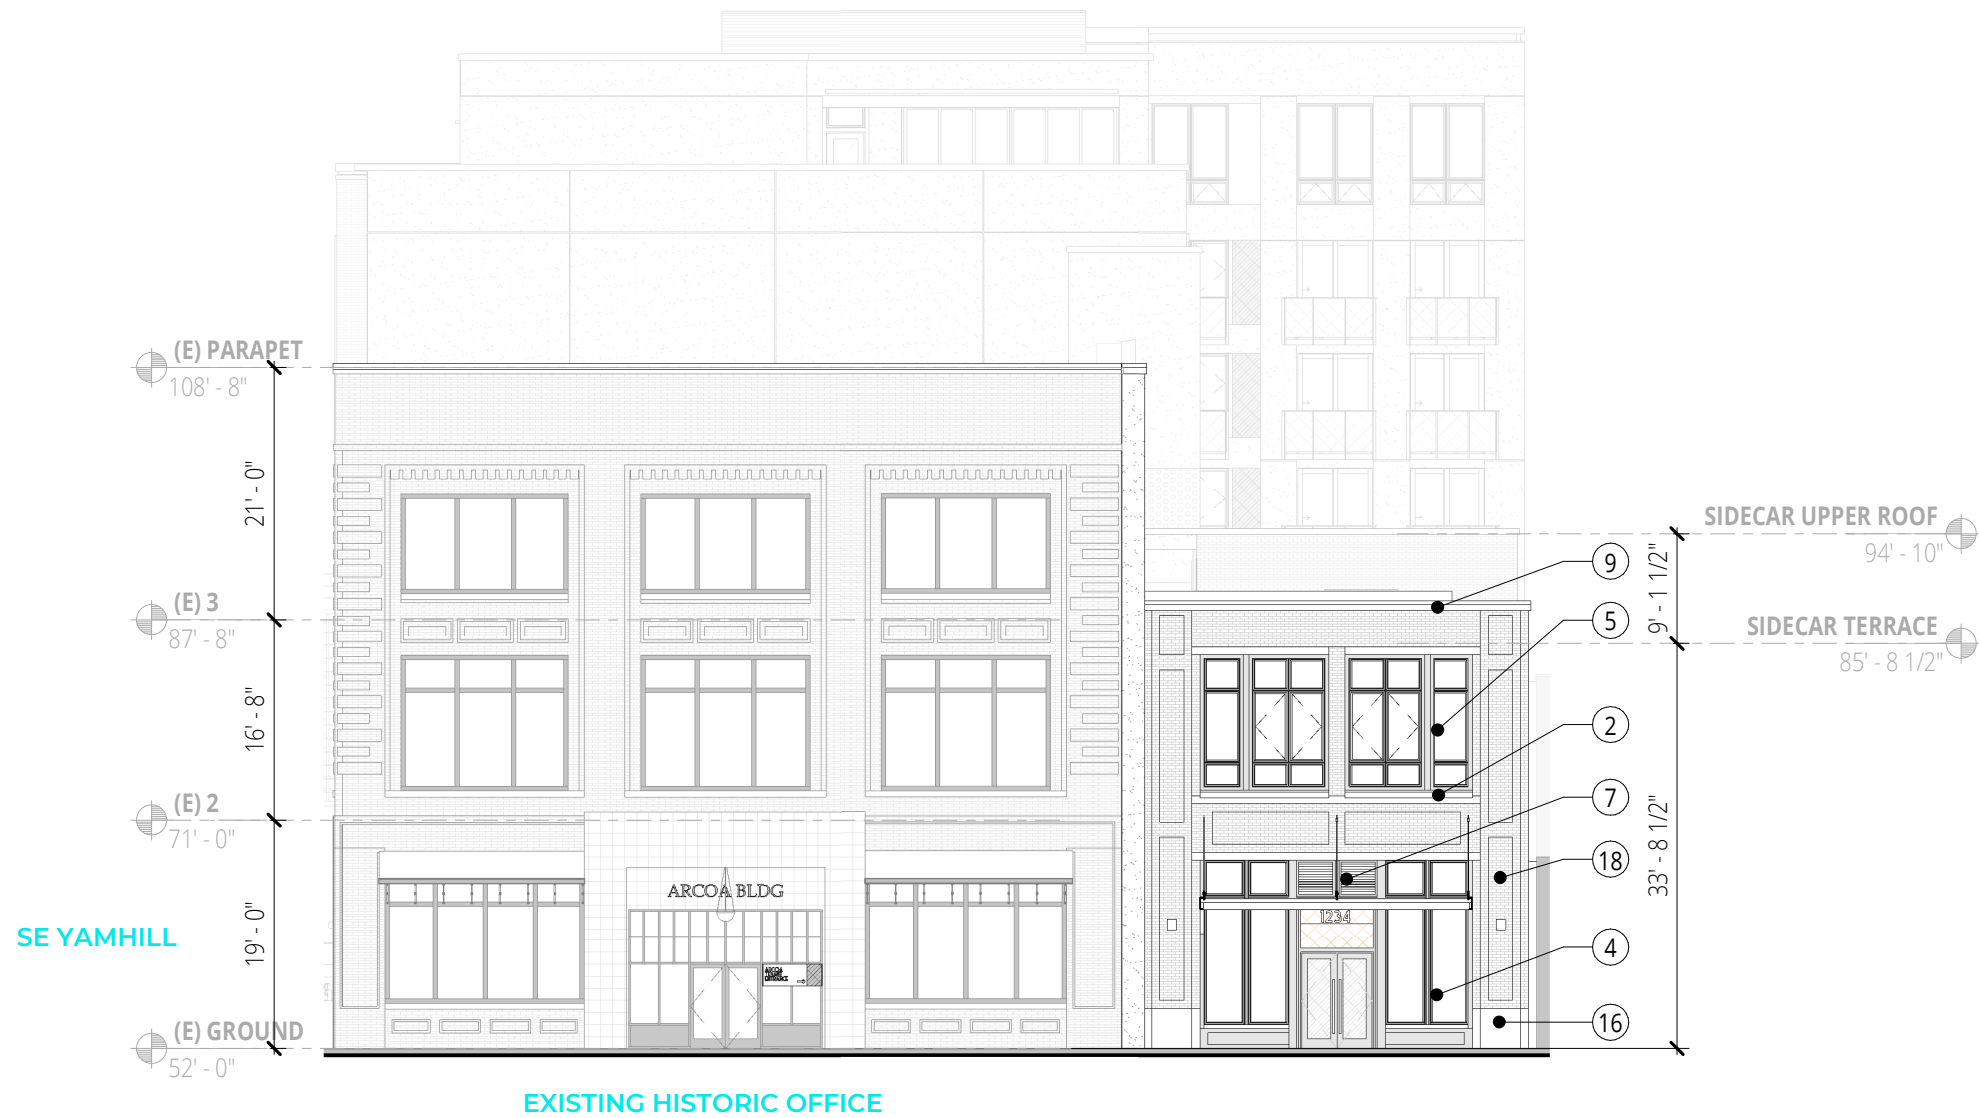 (E) PARAPET
108' - 8"
21' - 0"
(E) 3
87' - 8"
16' - 8"
(E) 2
71' - 0"
19' - 0"
(E) GROUND
52' - 0"
SE YAMHILL
ARCOA BLDG
ARCOA
ENTRANCE
1234
SIDECAR UPPER ROOF
94' - 10"
9' - 1 1/2"
SIDECAR TERRACE
85' - 8 1/2"
33' - 8 1/2"
9
5
2
7
18
4
16
EXISTING HISTORIC OFFICE